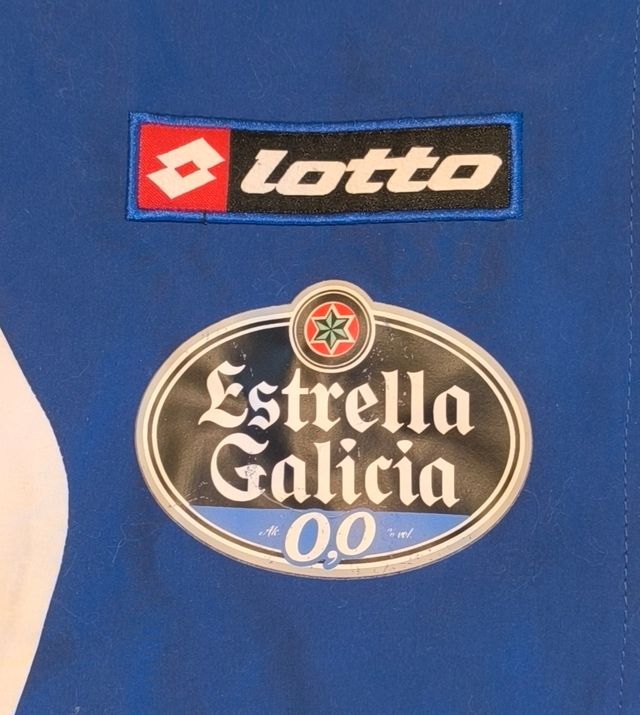 lotto
Estrella
Galicia
Alc. 0,0 % vol.